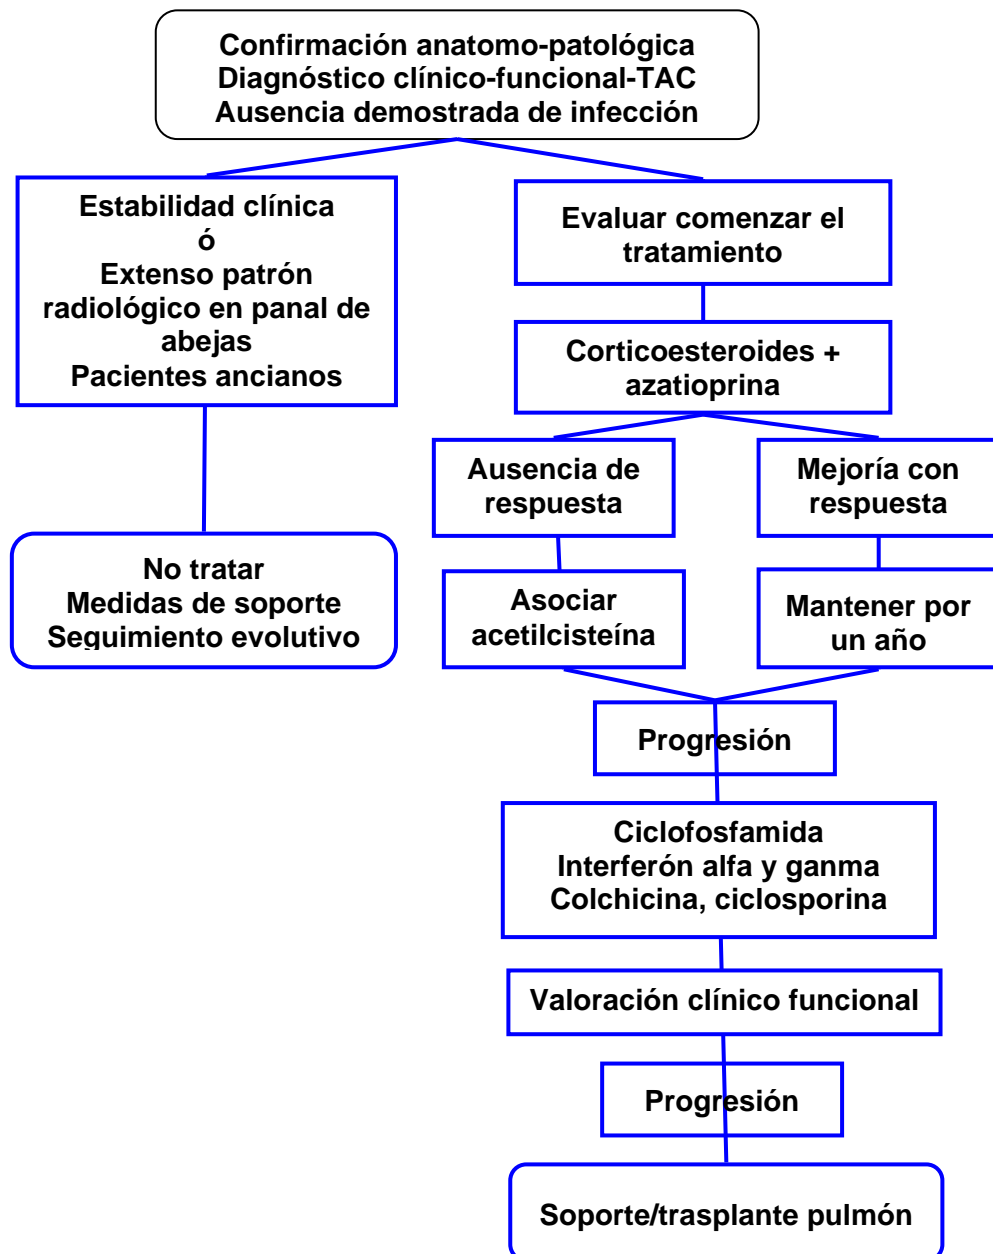 Confirmación anatomo-patológica
Diagnóstico clínico-funcional-TAC
Ausencia demostrada de infección
Estabilidad clínica
ó
Extenso patrón
radiológico en panal de
abejas
Pacientes ancianos
Evaluar comenzar el
tratamiento
Corticoesteroides +
azatioprina
Ausencia de
respuesta
Mejoría con
respuesta
No tratar
Medidas de soporte
Seguimiento evolutivo
Asociar
acetilcisteína
Mantener por
un año
Progresión
Ciclofosfamida
Interferón alfa y ganma
Colchicina, ciclosporina
Valoración clínico funcional
Progresión
Soporte/trasplante pulmón